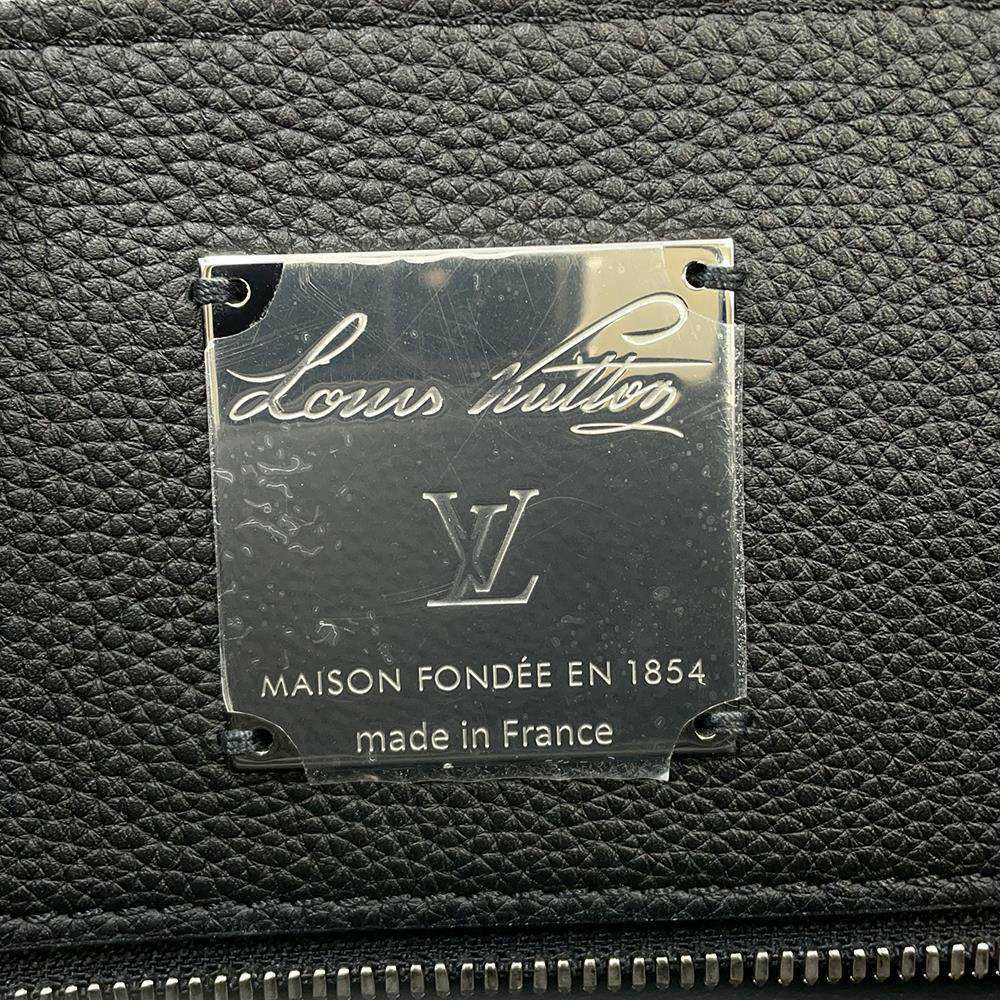 Louis Vuitton
LV
MAISON FONDÉE EN 1854
made in France